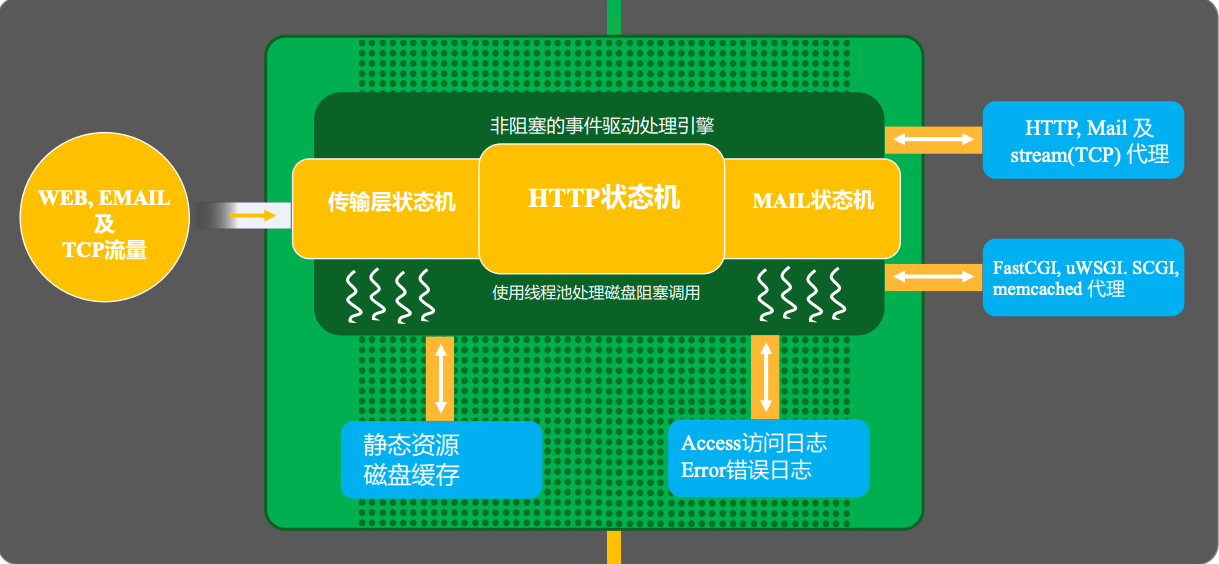 非阻塞的事件驱动处理引擎
WEB, EMAIL
及
TCP流量
传输层状态机
HTTP状态机
MAIL状态机
使用线程池处理磁盘阻塞调用
HTTP, Mail 及
stream(TCP) 代理
FastCGI, uWSGI. SCGI,
memcached 代理
静态资源
磁盘缓存
Access访问日志
Error错误日志